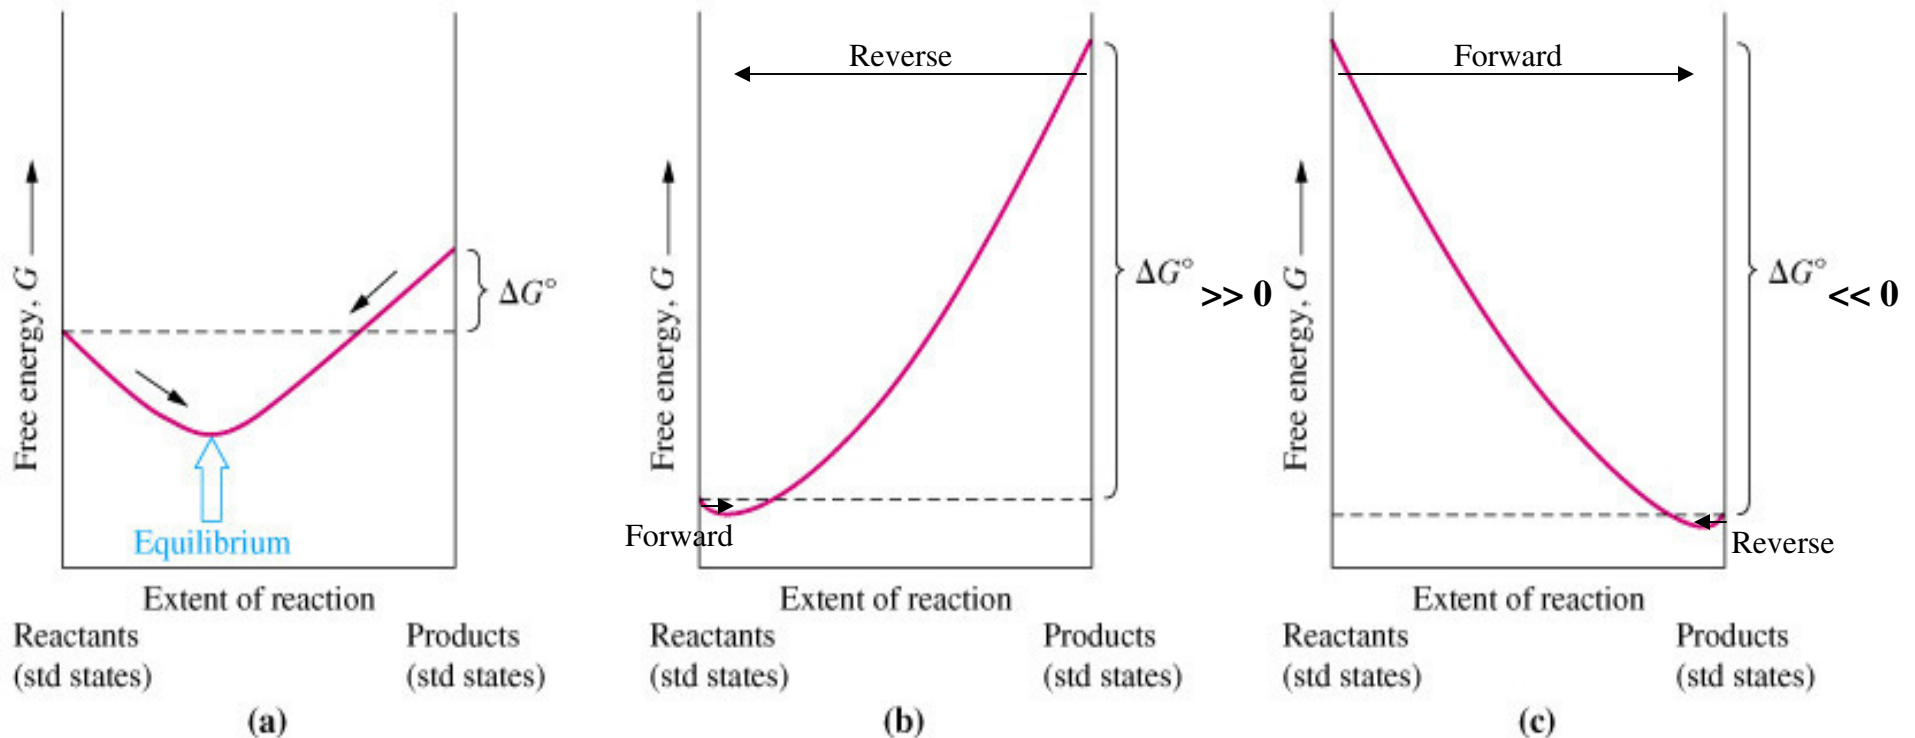 Free energy, G
ΔG°
Equilibrium
Extent of reaction
Reactants
(std states)
Products
(std states)
(a)
Free energy, G
Reverse
ΔG° >> 0
Forward
Extent of reaction
Reactants
(std states)
Products
(std states)
(b)
Free energy, G
Forward
ΔG° << 0
Reverse
Extent of reaction
Reactants
(std states)
Products
(std states)
(c)